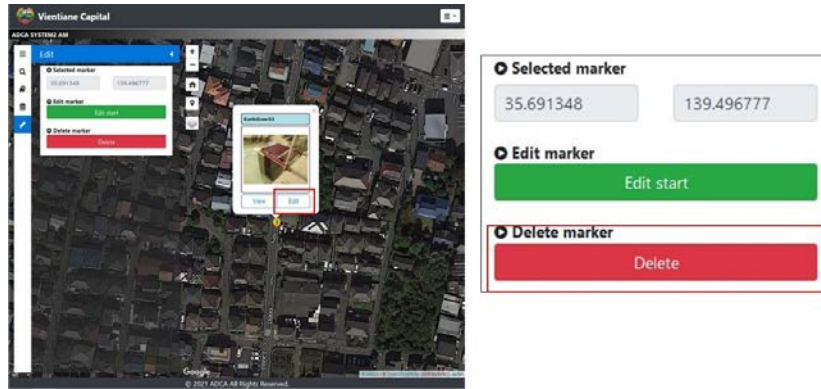 Vientiane Capital
ADCA SYSTEM2 AM
Edit
Selected marker
35.691348
139.496777
Edit marker
Edit start
Delete marker
Delete
View
Edit
Google
© 2021 ADCA All Rights Reserved.
Selected marker
35.691348
139.496777
Edit marker
Edit start
Delete marker
Delete